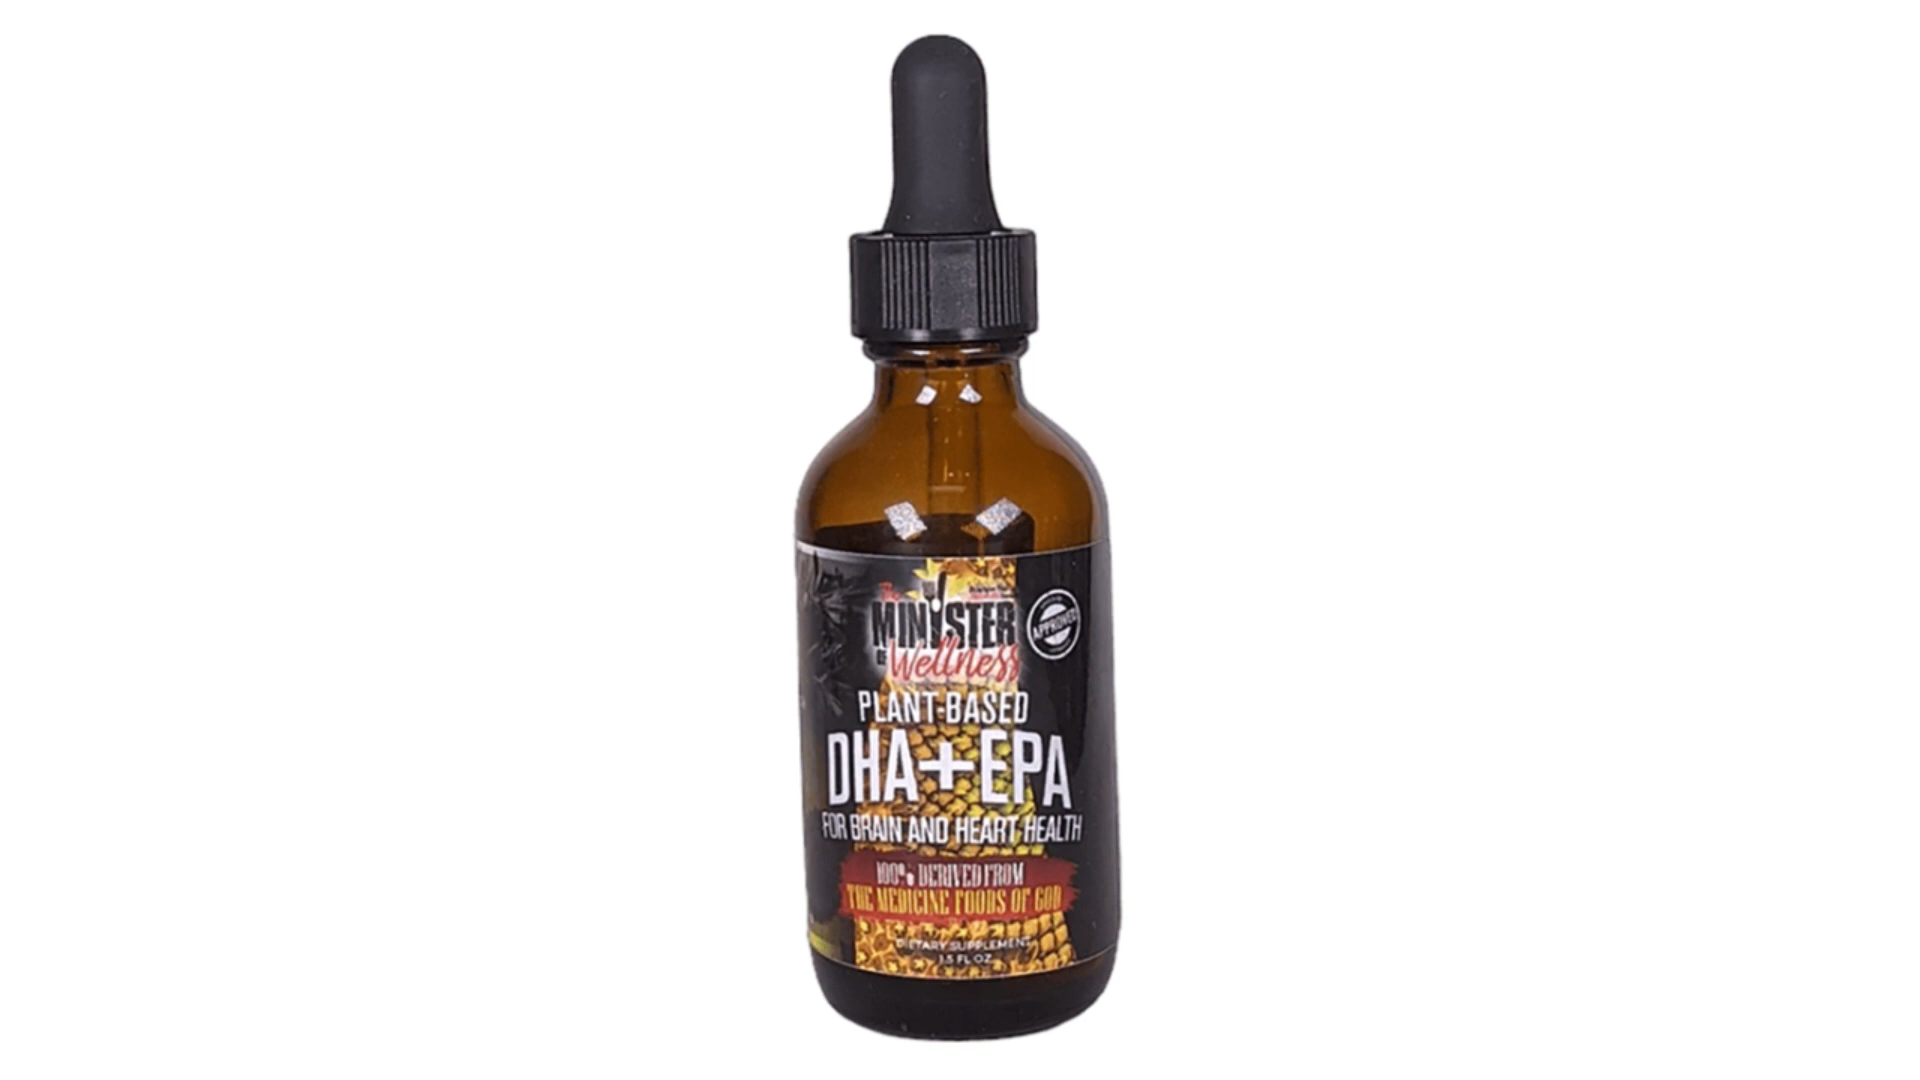 The
MINISTER
OF Wellness
APPROVED
PLANT-BASED
DHA+EPA
FOR BRAIN AND HEART HEALTH
100% DERIVED FROM
THE MEDICINE FOODS OF GOD
DIETARY SUPPLEMENT
1.5 FL OZ